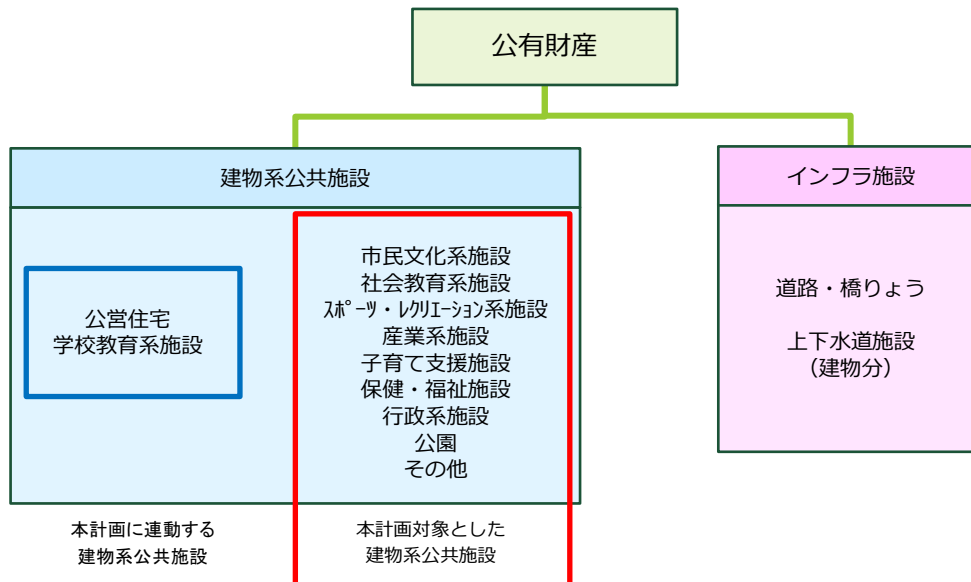 公有財産
建物系公共施設
公営住宅
学校教育系施設
市民文化系施設
社会教育系施設
ｽﾎﾟｰﾂ・ﾚｸﾘｴｰｼｮﾝ系施設
産業系施設
子育て支援施設
保健・福祉施設
行政系施設
公園
その他
本計画に連動する
建物系公共施設
本計画対象とした
建物系公共施設
インフラ施設
道路・橋りょう
上下水道施設
（建物分）